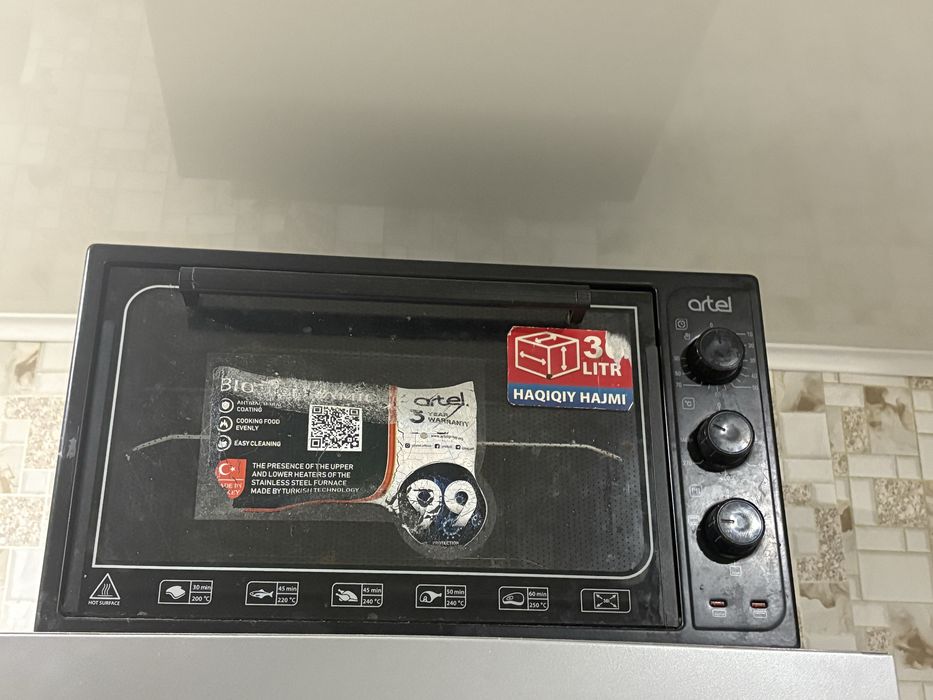 artel
LITR
HAQIQIY HAJMI
COATING
COOKING FOOD
EVENLY
EASY CLEANING
THE PRESENCE OF THE UPPER
AND LOWER HEATERS OF THE
STAINLESS STEEL FURNACE
MADE BY TURKISH TECHNOLOGY
artel
3 YEAR
WARRANTY
99
PROTECTION
HOT SURFACE
30 min
200 °C
45 min
220 °C
45 min
240 °C
50 min
240 °C
60 min
250 °C